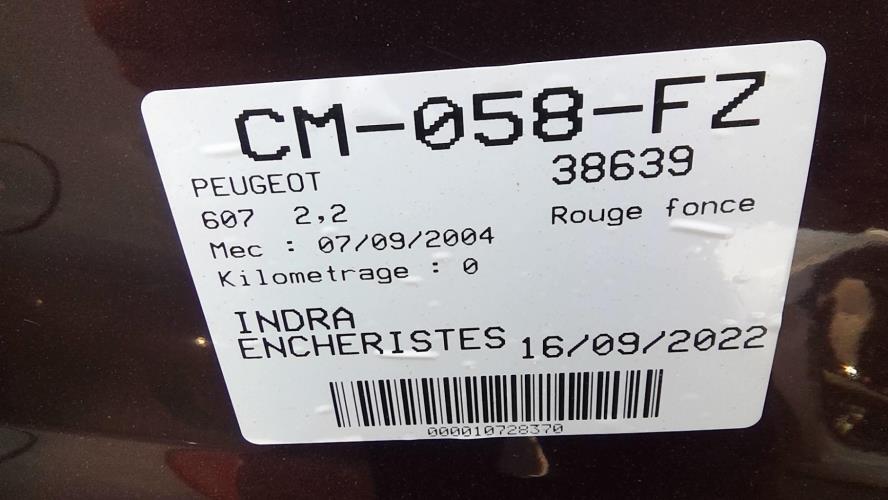 CM-058-FZ
PEUGEOT 38639
607 2,2 Rouge fonce
Mec : 07/09/2004
Kilometrage : 0
INDRA
ENCHERISTES 16/09/2022
000010728370